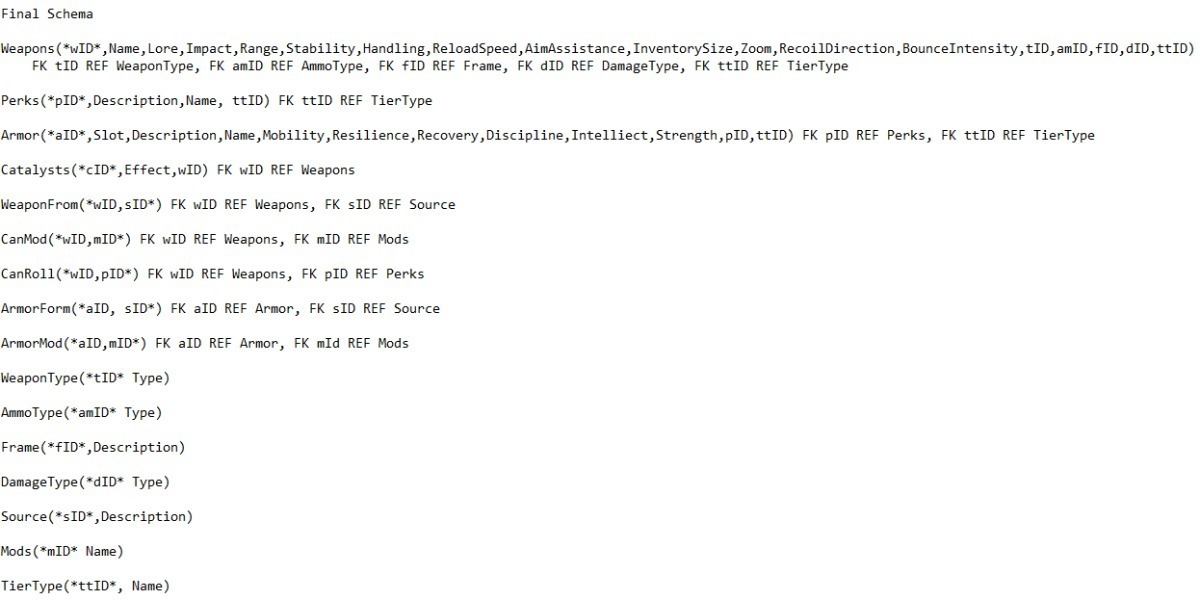 Final Schema
Weapons(*wID*,Name,Lore,Impact,Range,Stability,Handling,ReloadSpeed,AimAssistance,InventorySize,Zoom,RecoilDirection,BounceIntensity,tID,amID,fID,dID,ttID)
FK tID REF WeaponType, FK amID REF AmmoType, FK fID REF Frame, FK dID REF DamageType, FK ttID REF TierType
Perks(*pID*,Description,Name, ttID) FK ttID REF TierType
Armor(*aID*,Slot,Description,Name,Mobility,Resilience,Recovery,Discipline,Intelliect,Strength,pID,ttID) FK pID REF Perks, FK ttID REF TierType
Catalysts(*cID*,Effect,wID) FK wID REF Weapons
WeaponFrom(*wID,sID*) FK wID REF Weapons, FK sID REF Source
CanMod(*wID,mID*) FK wID REF Weapons, FK mID REF Mods
CanRoll(*wID,pID*) FK wID REF Weapons, FK pID REF Perks
ArmorForm(*aID, sID*) FK aID REF Armor, FK sID REF Source
ArmorMod(*aID,mID*) FK aID REF Armor, FK mId REF Mods
WeaponType(*tID* Type)
AmmoType(*amID* Type)
Frame(*fID*,Description)
DamageType(*dID* Type)
Source(*sID*,Description)
Mods(*mID* Name)
TierType(*ttID*, Name)